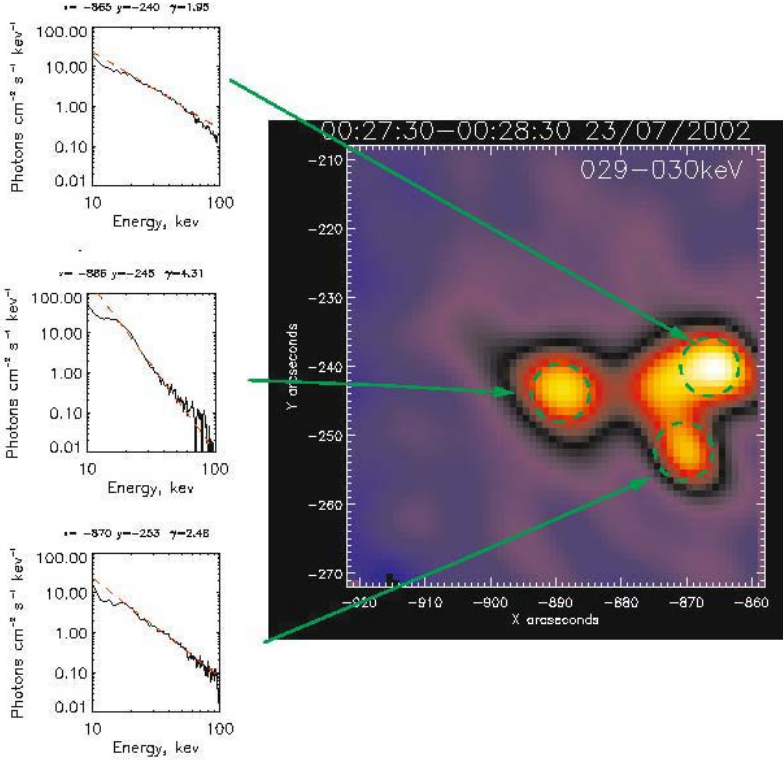 x= -865 y=-240 γ=1.95
100.00
10.00
1.00
0.10
0.01
Photons cm⁻² s⁻¹ kev⁻¹
10 100
Energy, kev
y=-245 γ=4.31
100.00
10.00
1.00
0.10
0.01
Photons cm⁻² s⁻¹ kev⁻¹
10 100
Energy, kev
x= -870 y=-253 γ=2.48
100.00
10.00
1.00
0.10
0.01
Photons cm⁻² s⁻¹ kev⁻¹
10 100
Energy, kev
00:27:30-00:28:30 23/07/2002
029-030keV
-210
-220
-230
-240
-250
-260
-270
Y arcseconds
-920 -910 -900 -890 -880 -870 -860
X arcseconds